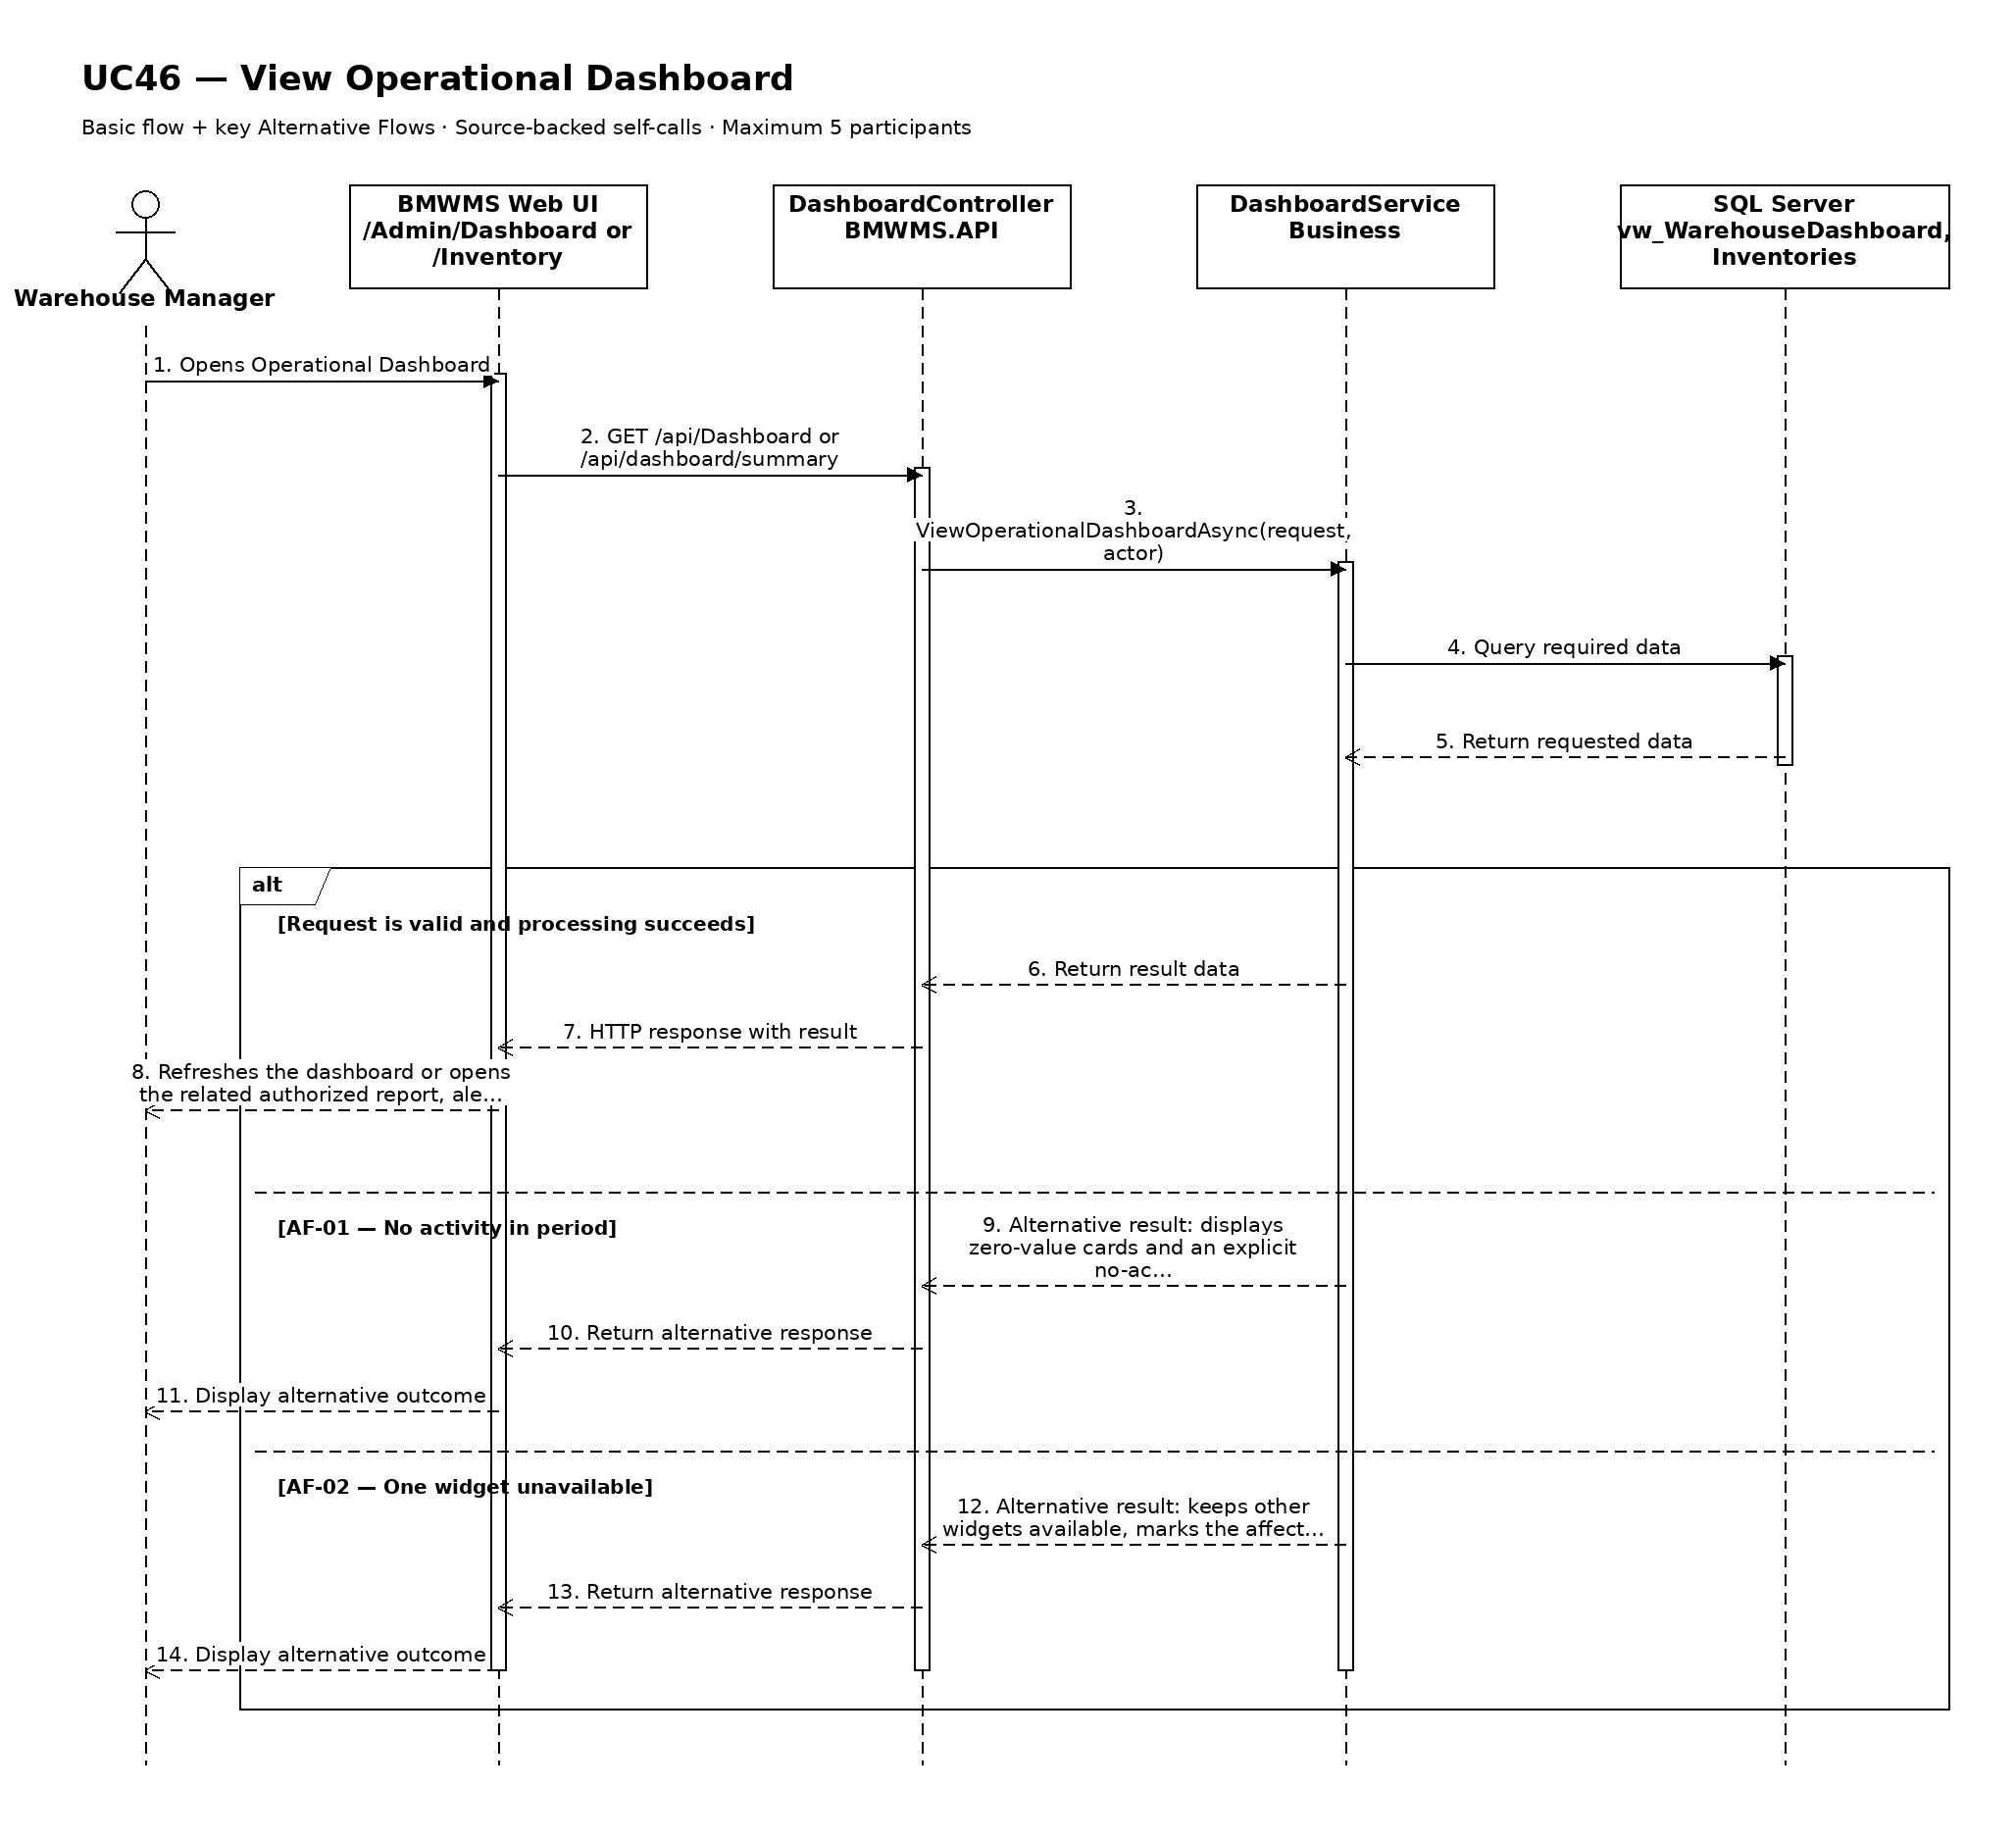 UC46 — View Operational Dashboard
Basic flow + key Alternative Flows · Source-backed self-calls · Maximum 5 participants
Warehouse Manager
BMWMS Web UI
/Admin/Dashboard or
/Inventory
DashboardController
BMWMS.API
DashboardService
Business
SQL Server
vw_WarehouseDashboard,
Inventories
1. Opens Operational Dashboard
2. GET /api/Dashboard or
/api/dashboard/summary
3.
ViewOperationalDashboardAsync(request,
actor)
4. Query required data
5. Return requested data
alt
[Request is valid and processing succeeds]
6. Return result data
7. HTTP response with result
8. Refreshes the dashboard or opens
the related authorized report, ale...
[AF-01 — No activity in period]
9. Alternative result: displays
zero-value cards and an explicit
no-ac...
10. Return alternative response
11. Display alternative outcome
[AF-02 — One widget unavailable]
12. Alternative result: keeps other
widgets available, marks the affect...
13. Return alternative response
14. Display alternative outcome